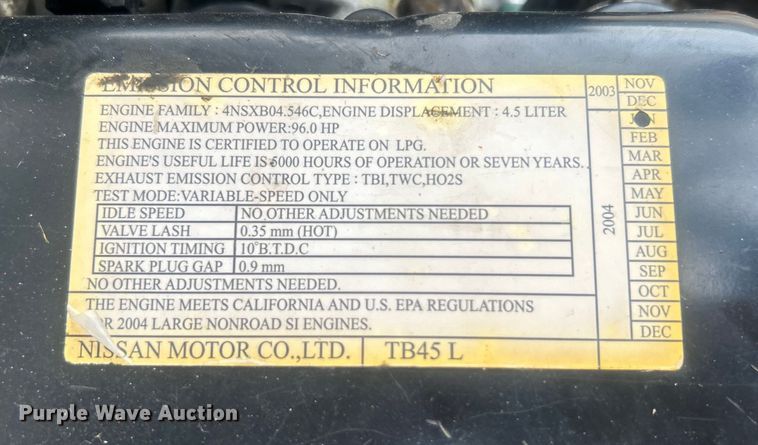 EMISSION CONTROL INFORMATION
ENGINE FAMILY : 4NSXB04.546C,ENGINE DISPLACEMENT : 4.5 LITER
ENGINE MAXIMUM POWER:96.0 HP
THIS ENGINE IS CERTIFIED TO OPERATE ON LPG.
ENGINE'S USEFUL LIFE IS 5000 HOURS OF OPERATION OR SEVEN YEARS.
EXHAUST EMISSION CONTROL TYPE : TBI,TWC,HO2S
TEST MODE:VARIABLE-SPEED ONLY
IDLE SPEED NO OTHER ADJUSTMENTS NEEDED
VALVE LASH 0.35 mm (HOT)
IGNITION TIMING 10°B.T.D.C
SPARK PLUG GAP 0.9 mm
NO OTHER ADJUSTMENTS NEEDED.
THE ENGINE MEETS CALIFORNIA AND U.S. EPA REGULATIONS
FOR 2004 LARGE NONROAD SI ENGINES.
NISSAN MOTOR CO.,LTD. TB45 L
2003
NOV
DEC
2004
JAN
FEB
MAR
APR
MAY
JUN
JUL
AUG
SEP
OCT
NOV
DEC
Purple Wave Auction